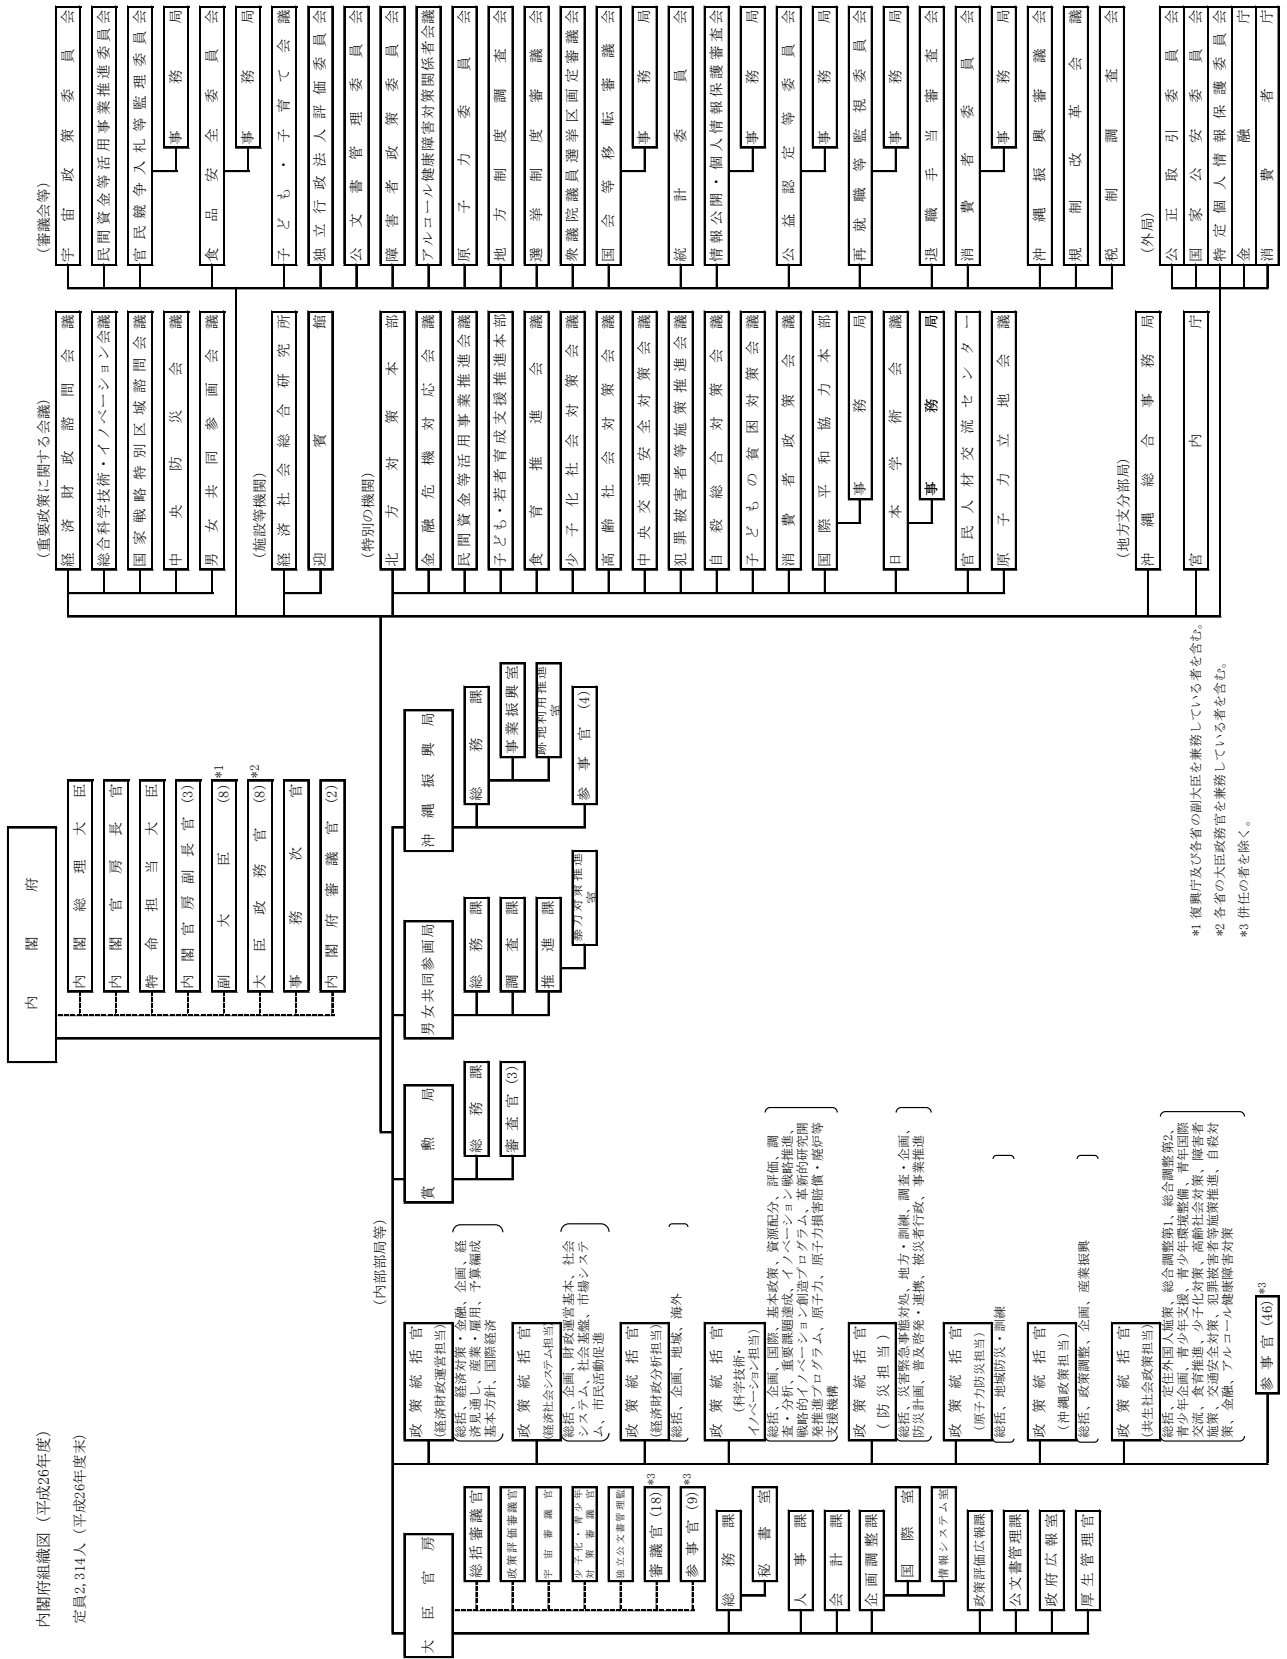 内閣府組織図（平成26年度）
定員2,314人（平成26年度末）
内閣府
内閣総理大臣
内閣官房長官
特命担当大臣
内閣官房副長官(3)
副大臣(8)*1
大臣政務官(8)*2
事務次官
内閣府審議官(2)
(内部部局等)
大臣官房
総括審議官
政策評価審議官
宇宙審議官
少子化・青少年
対策審議官
独立公文書管理監
審議官(18)*3
参事官(9)*3
総務課
秘書室
人事課
会計課
企画調整課
国際室
情報システム室
政策評価広報課
公文書管理課
政府広報室
厚生管理官
政策統括官
(経済財政運営担当)
総括、経済対策・金融、企画、経
済見通し、産業・雇用、予算編成
基本方針、国際経済
政策統括官
(経済社会システム担当)
総括、企画、財政運営基本、社会
システム、社会基盤、市場システ
ム、市民活動促進
政策統括官
(経済財政分析担当)
総括、企画、地域、海外
政策統括官
(科学技術・
イノベーション担当)
総括、企画、国際、基本政策、資源配分、評価、調
査・分析、重要課題達成、イノベーション戦略推進、
戦略的イノベーション創造プログラム、革新的研究開
発推進プログラム、原子力、原子力損害賠償・廃炉等
支援機構
政策統括官
(防災担当)
総括、災害緊急事態対処、地方・訓練、調査・企画、
防災計画、普及啓発・連携、被災者行政、事業推進
政策統括官
(原子力防災担当)
総括、地域防災・訓練
政策統括官
(沖縄政策担当)
総括、政策調整、企画、産業振興
政策統括官
(共生社会政策担当)
総括、定住外国人施策、総合調整第1、総合調整第2、
青少年企画、青少年支援、青少年環境整備、青年国際
交流、食育推進、少子化対策、高齢社会対策、障害者
施策、交通安全対策、犯罪被害者等施策推進、自殺対
策、金融、アルコール健康障害対策
参事官(46)*3
賞勲局
総務課
審査官(3)
男女共同参画局
総務課
調査課
推進課
暴力対策推進
室
沖縄振興局
総務課
事業振興室
跡地利用推進
室
参事官(4)
(重要政策に関する会議)
経済財政諮問会議
総合科学技術・イノベーション会議
国家戦略特別区域諮問会議
中央防災会議
男女共同参画会議
(施設等機関)
経済社会総合研究所
迎賓館
(特別の機関)
北方対策本部
金融危機対応会議
民間資金等活用事業推進会議
子ども・若者育成支援推進本部
食育推進会議
少子化社会対策会議
高齢社会対策会議
中央交通安全対策会議
犯罪被害者等施策推進会議
自殺総合対策会議
子どもの貧困対策会議
消費者政策会議
国際平和協力本部
事務局
日本学術会議
事務局
官民人材交流センター
原子力立地会議
(地方支分部局)
沖縄総合事務局
宮内庁
(審議会等)
宇宙政策委員会
民間資金等活用事業推進委員会
官民競争入札等監理委員会
事務局
食品安全委員会
事務局
子ども・子育て会議
独立行政法人評価委員会
公文書管理委員会
障害者政策委員会
アルコール健康障害対策関係者会議
原子力委員会
地方制度調査会
選挙制度審議会
衆議院議員選挙区画定審議会
国会等移転審議会
事務局
統計委員会
情報公開・個人情報保護審査会
事務局
公益認定等委員会
事務局
再就職等監視委員会
事務局
退職手当審査会
消費者委員会
事務局
沖縄振興審議会
規制改革会議
税制調査会
(外局)
公正取引委員会
国家公安委員会
特定個人情報保護委員会
金融庁
消費者庁
*1 復興庁及び各省の副大臣を兼務している者を含む。
*2 各省の大臣政務官を兼務している者を含む。
*3 併任の者を除く。